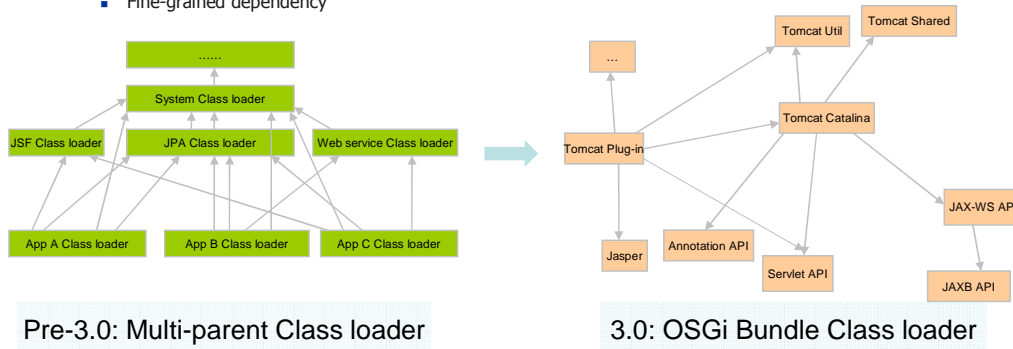 Fine-grained dependency
......
System Class loader
JSF Class loader
JPA Class loader
Web service Class loader
App A Class loader
App B Class loader
App C Class loader
Pre-3.0: Multi-parent Class loader
Tomcat Util
Tomcat Shared
...
Tomcat Catalina
Tomcat Plug-in
JAX-WS AP
Jasper
Annotation API
Servlet API
JAXB API
3.0: OSGi Bundle Class loader